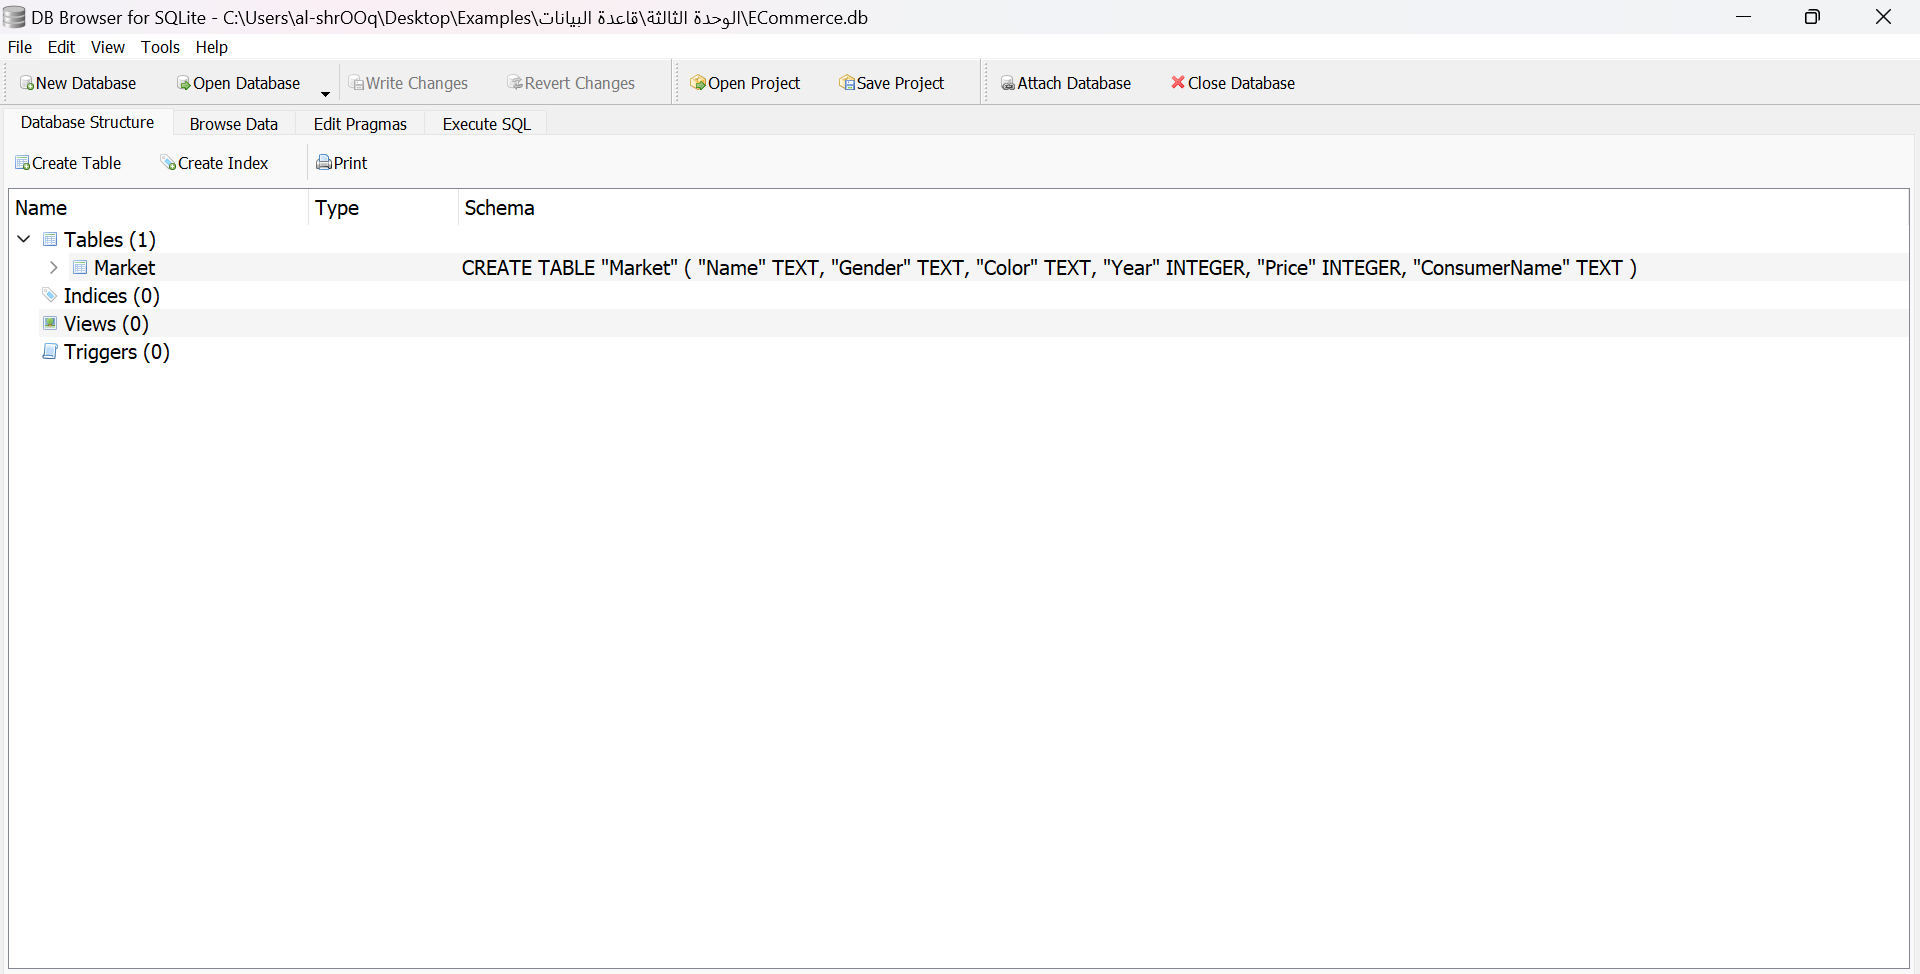 DB Browser for SQLite - C:\Users\al-shrOOq\Desktop\Examples\الوحدة الثالثة\قاعدة البيانات\ECommerce.db
File Edit View Tools Help
New Database Open Database Write Changes Revert Changes Open Project Save Project Attach Database Close Database
Database Structure Browse Data Edit Pragmas Execute SQL
Create Table Create Index Print
Name Type Schema
Tables (1)
Market CREATE TABLE "Market" ( "Name" TEXT, "Gender" TEXT, "Color" TEXT, "Year" INTEGER, "Price" INTEGER, "ConsumerName" TEXT )
Indices (0)
Views (0)
Triggers (0)